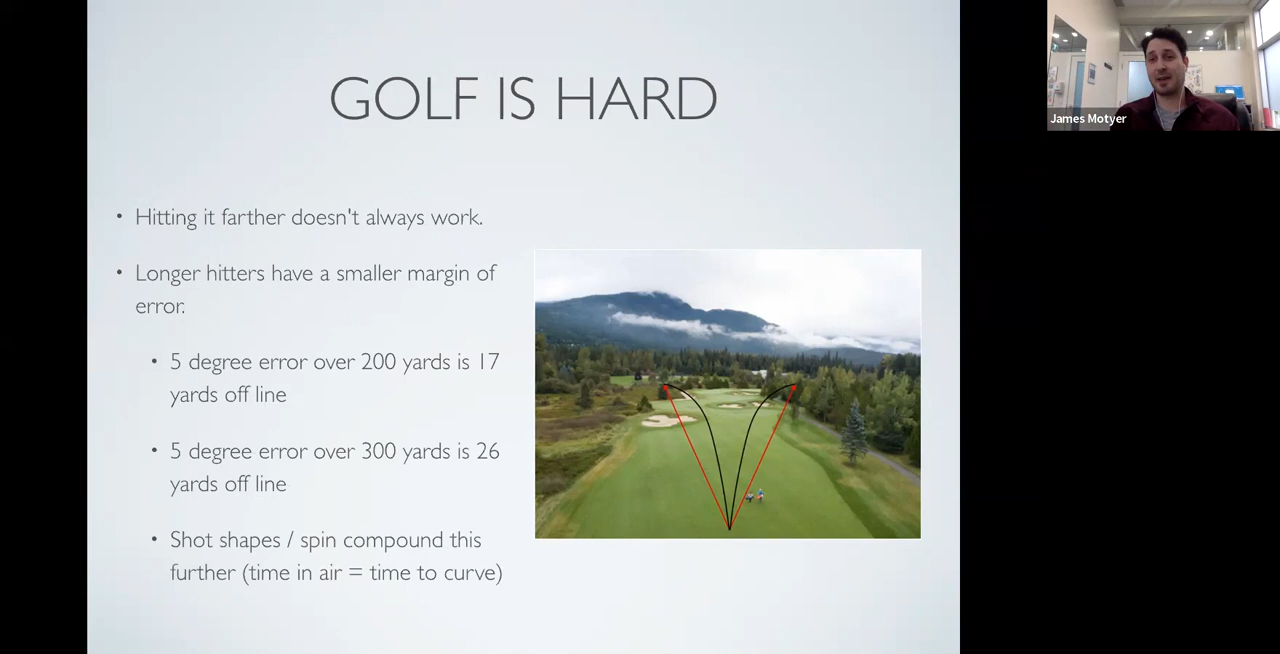 GOLF IS HARD
James Motyer
• Hitting it farther doesn't always work.
• Longer hitters have a smaller margin of
error.
• 5 degree error over 200 yards is 17
yards off line
• 5 degree error over 300 yards is 26
yards off line
• Shot shapes / spin compound this
further (time in air = time to curve)